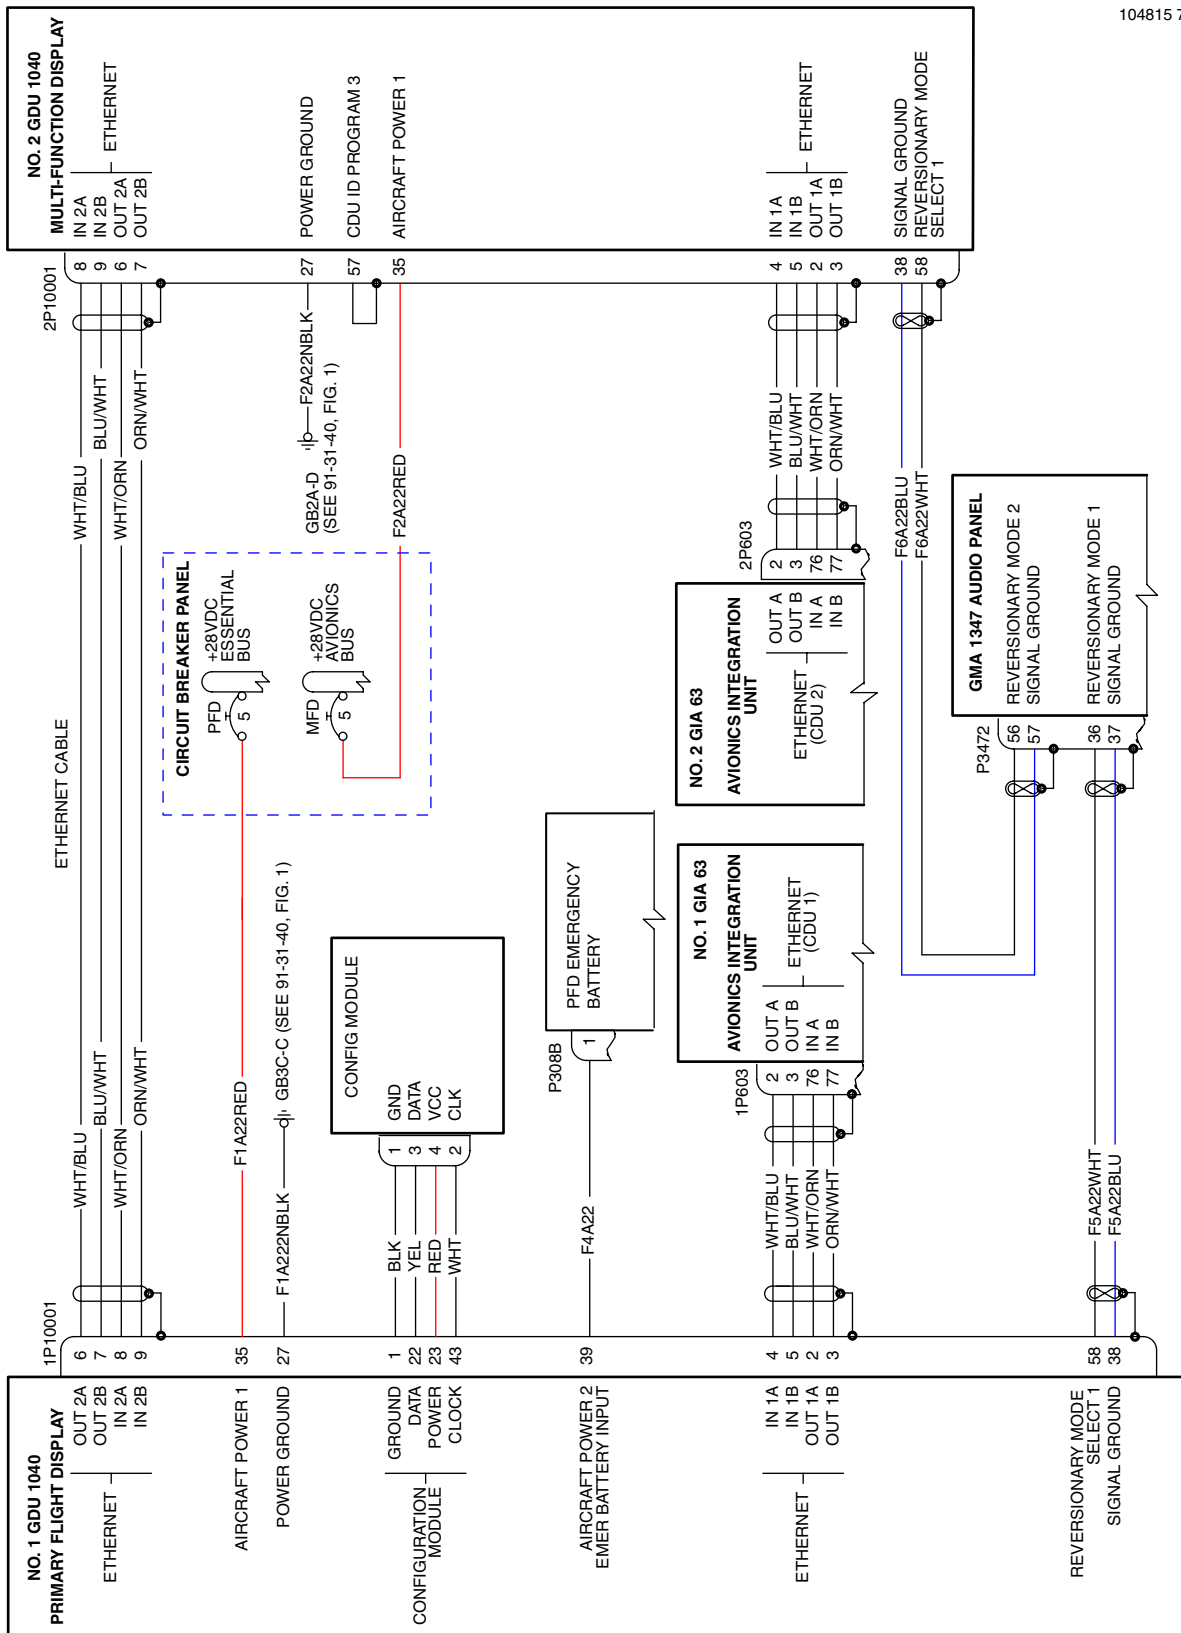 104815 7
NO. 1 GDU 1040
PRIMARY FLIGHT DISPLAY
ETHERNET
OUT 2A
OUT 2B
IN 2A
IN 2B
AIRCRAFT POWER 1
POWER GROUND
CONFIGURATION
MODULE
GROUND
DATA
POWER
CLOCK
AIRCRAFT POWER 2
EMER BATTERY INPUT
ETHERNET
IN 1A
IN 1B
OUT 1A
OUT 1B
REVERSIONARY MODE
SELECT 1
SIGNAL GROUND
1P10001
6
7
8
9
35
27
1
22
23
43
39
4
5
2
3
58
38
WHT/BLU
BLU/WHT
WHT/ORN
ORN/WHT
ETHERNET CABLE
WHT/BLU
BLU/WHT
WHT/ORN
ORN/WHT
F1A22RED
F1A222NBLK
GB3C-C (SEE 91-31-40, FIG. 1)
BLK
YEL
RED
WHT
1
3
4
2
GND
DATA
VCC
CLK
CONFIG MODULE
F4A22
P308B
1
PFD EMERGENCY
BATTERY
WHT/BLU
BLU/WHT
WHT/ORN
ORN/WHT
1P603
2
3
76
77
OUT A
OUT B
IN A
IN B
ETHERNET
(CDU 1)
NO. 1 GIA 63
AVIONICS INTEGRATION
UNIT
F5A22WHT
F5A22BLU
CIRCUIT BREAKER PANEL
PFD
5
+28VDC
ESSENTIAL
BUS
MFD
5
+28VDC
AVIONICS
BUS
NO. 2 GIA 63
AVIONICS INTEGRATION
UNIT
ETHERNET
(CDU 2)
OUT A
OUT B
IN A
IN B
2P603
2
3
76
77
WHT/BLU
BLU/WHT
WHT/ORN
ORN/WHT
P3472
56
57
36
37
GMA 1347 AUDIO PANEL
REVERSIONARY MODE 2
SIGNAL GROUND
REVERSIONARY MODE 1
SIGNAL GROUND
F6A22BLU
F6A22WHT
GB2A-D
(SEE 91-31-40, FIG. 1)
F2A22NBLK
F2A22RED
2P10001
8
9
6
7
27
57
35
4
5
2
3
38
58
NO. 2 GDU 1040
MULTI-FUNCTION DISPLAY
IN 2A
IN 2B
OUT 2A
OUT 2B
ETHERNET
POWER GROUND
CDU ID PROGRAM 3
AIRCRAFT POWER 1
IN 1A
IN 1B
OUT 1A
OUT 1B
ETHERNET
SIGNAL GROUND
REVERSIONARY MODE
SELECT 1